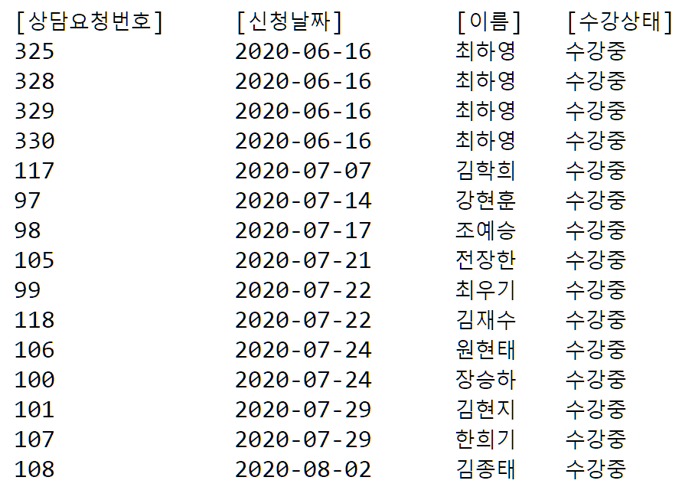 [상담요청번호] [신청날짜] [이름] [수강상태]
325 2020-06-16 최하영 수강중
328 2020-06-16 최하영 수강중
329 2020-06-16 최하영 수강중
330 2020-06-16 최하영 수강중
117 2020-07-07 김학희 수강중
97 2020-07-14 강현훈 수강중
98 2020-07-17 조예승 수강중
105 2020-07-21 전장한 수강중
99 2020-07-22 최우기 수강중
118 2020-07-22 김재수 수강중
106 2020-07-24 원현태 수강중
100 2020-07-24 장승하 수강중
101 2020-07-29 김현지 수강중
107 2020-07-29 한희기 수강중
108 2020-08-02 김종태 수강중